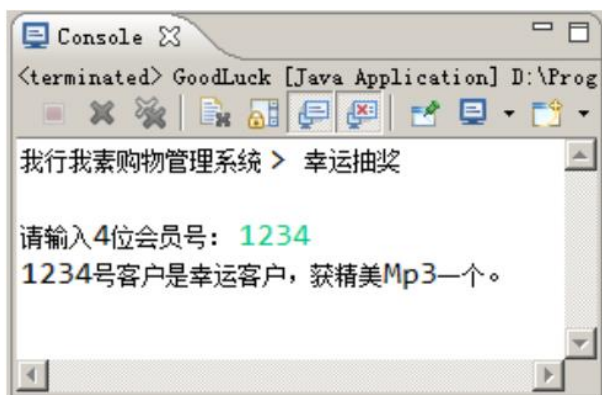 Console
<terminated> GoodLuck [Java Application] D:\Prog
我行我素购物管理系统 > 幸运抽奖
请输入4位会员号： 1234
1234号客户是幸运客户，获精美Mp3一个。